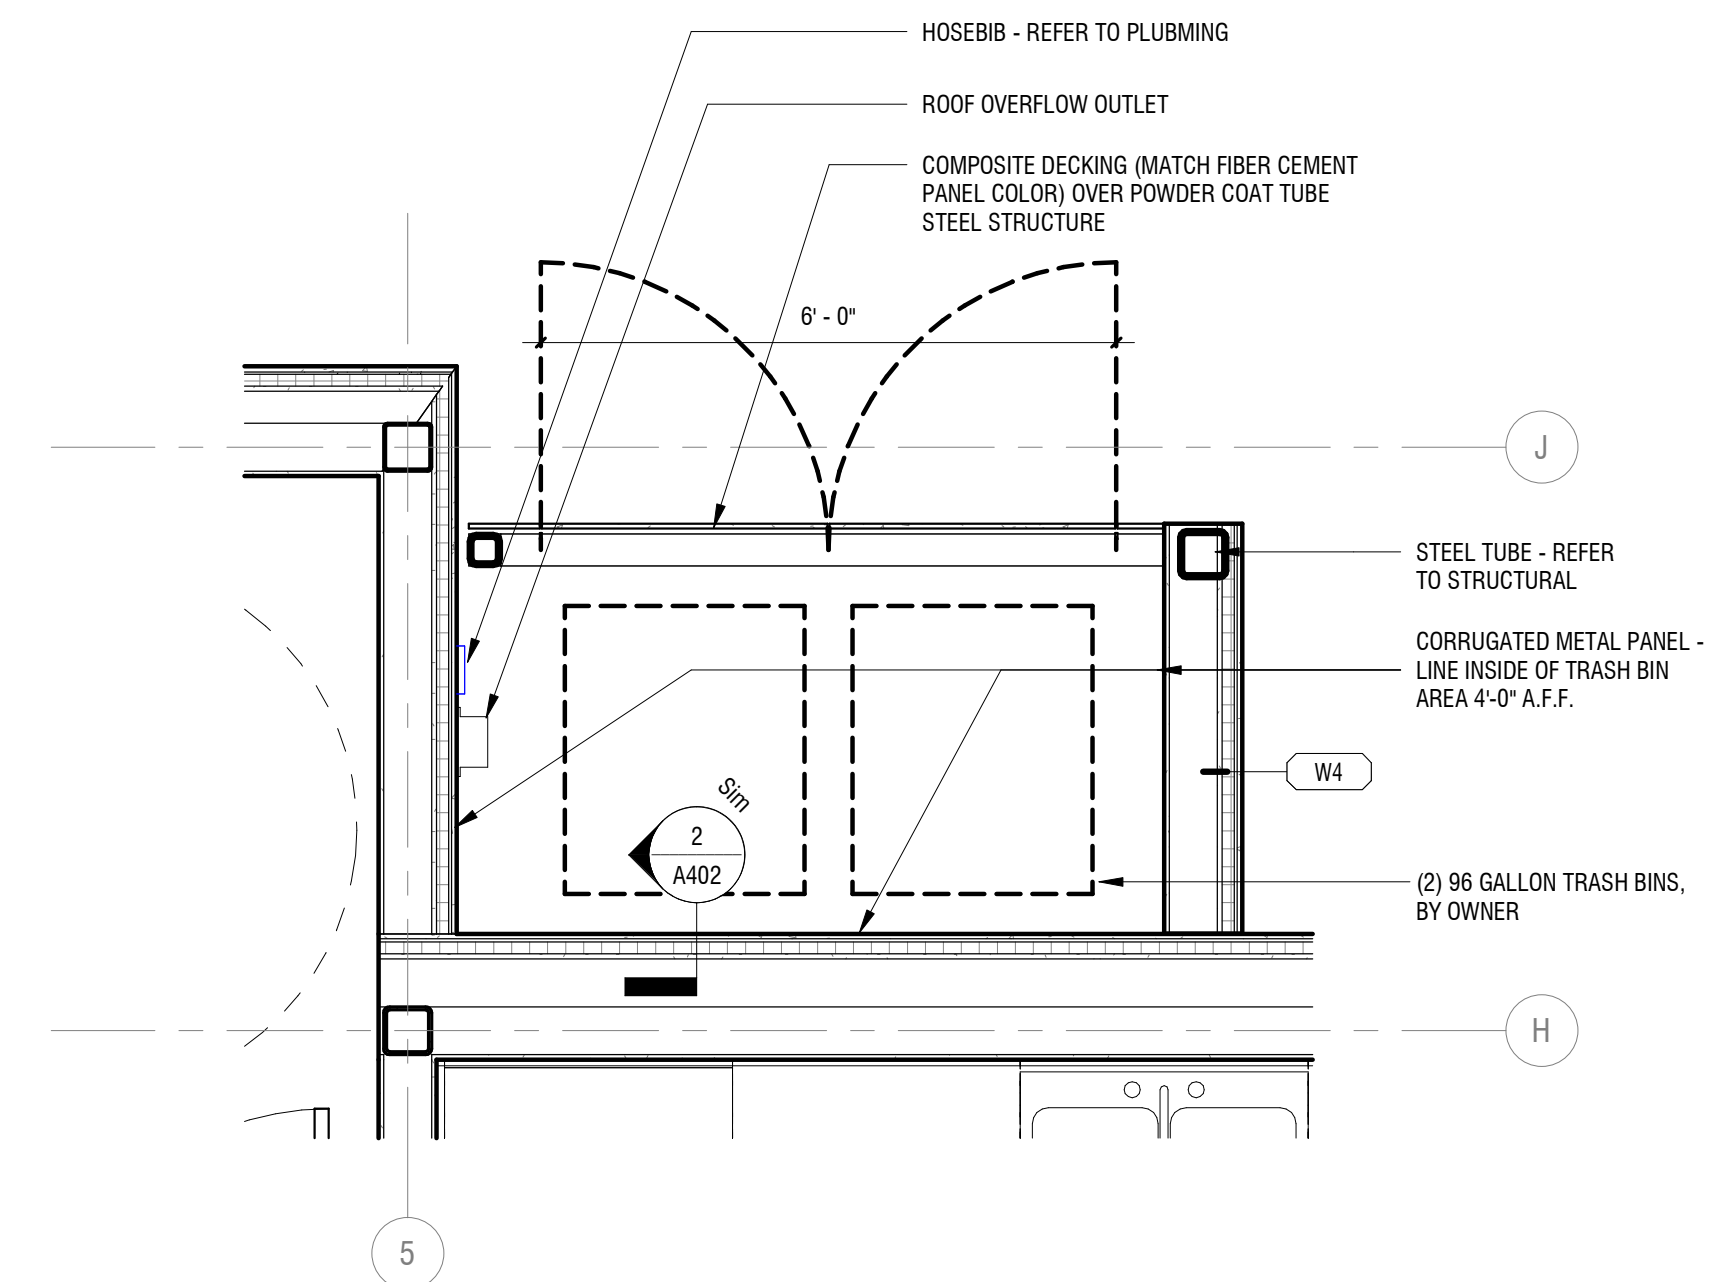 HOSEBIB - REFER TO PLUBMING
ROOF OVERFLOW OUTLET
COMPOSITE DECKING (MATCH FIBER CEMENT
PANEL COLOR) OVER POWDER COAT TUBE
STEEL STRUCTURE
6' - 0"
J
STEEL TUBE - REFER
TO STRUCTURAL
CORRUGATED METAL PANEL -
LINE INSIDE OF TRASH BIN
AREA 4'-0" A.F.F.
W4
Sim
2
A402
(2) 96 GALLON TRASH BINS,
BY OWNER
H
5